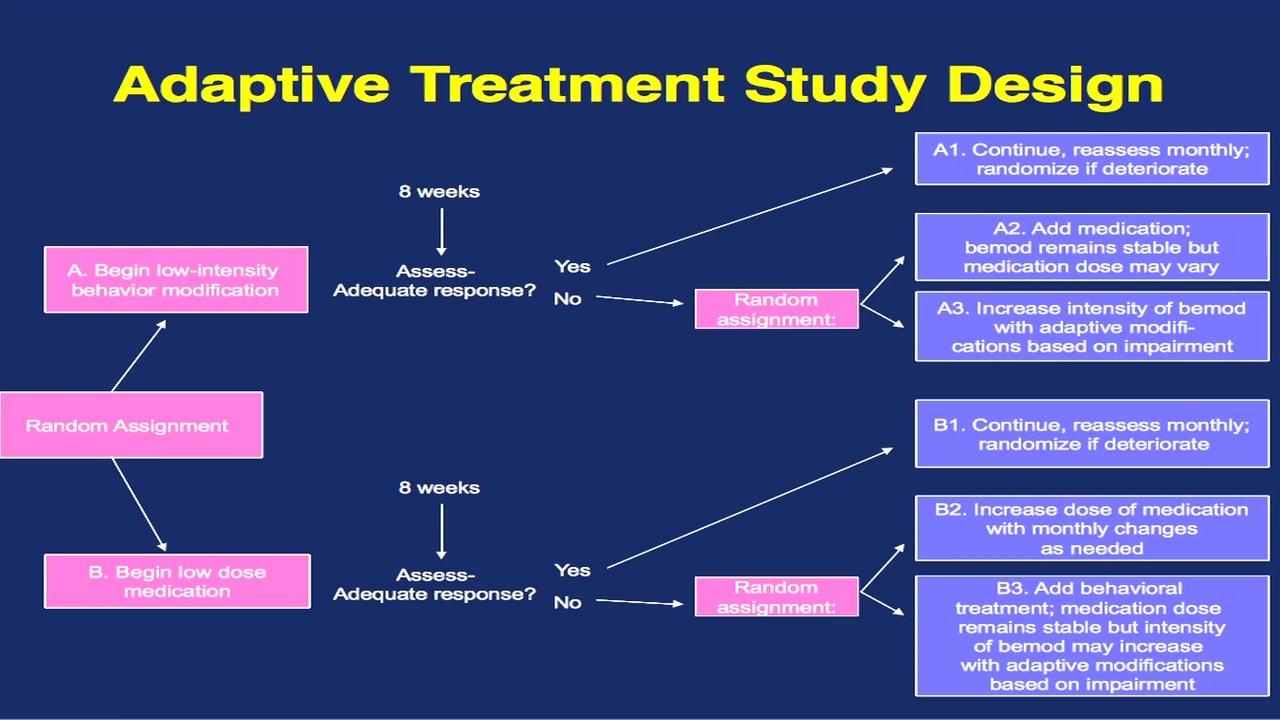 Adaptive Treatment Study Design
Random Assignment
A. Begin low-intensity
behavior modification
8 weeks
Assess-
Adequate response?
Yes
No
Random
assignment:
A1. Continue, reassess monthly;
randomize if deteriorate
A2. Add medication;
bemod remains stable but
medication dose may vary
A3. Increase intensity of bemod
with adaptive modifi-
cations based on impairment
B. Begin low dose
medication
8 weeks
Assess-
Adequate response?
Yes
No
Random
assignment:
B1. Continue, reassess monthly;
randomize if deteriorate
B2. Increase dose of medication
with monthly changes
as needed
B3. Add behavioral
treatment; medication dose
remains stable but intensity
of bemod may increase
with adaptive modifications
based on impairment